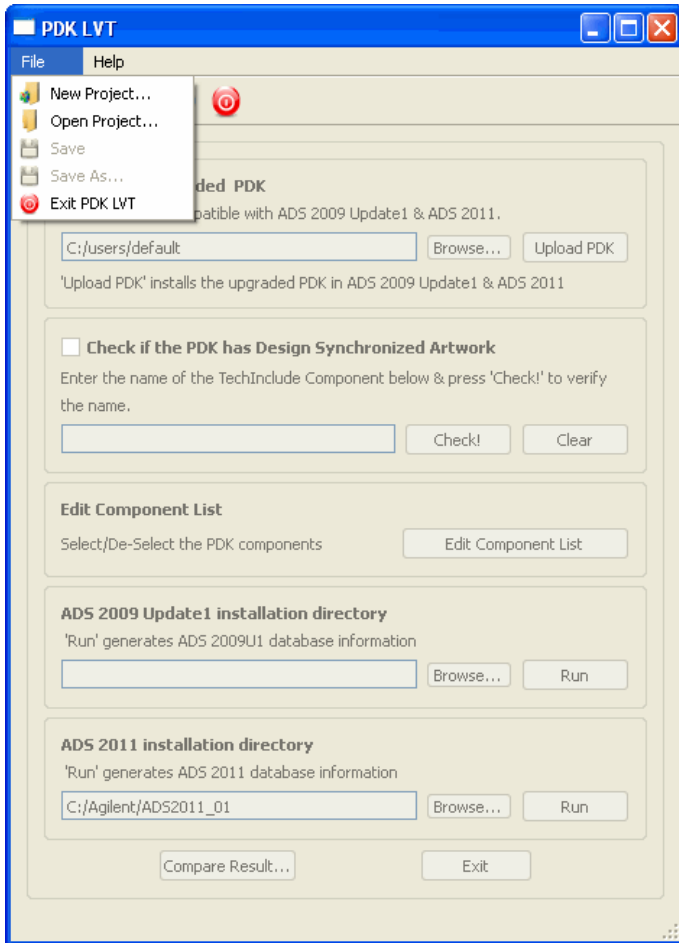 PDK LVT
File Help
New Project...
Open Project...
Save
Save As...
Exit PDK LVT
ded PDK
patible with ADS 2009 Update1 & ADS 2011.
C:/users/default Browse... Upload PDK
'Upload PDK' installs the upgraded PDK in ADS 2009 Update1 & ADS 2011
Check if the PDK has Design Synchronized Artwork
Enter the name of the TechInclude Component below & press 'Check!' to verify
the name.
Check! Clear
Edit Component List
Select/De-Select the PDK components Edit Component List
ADS 2009 Update1 installation directory
'Run' generates ADS 2009U1 database information
Browse... Run
ADS 2011 installation directory
'Run' generates ADS 2011 database information
C:/Agilent/ADS2011_01 Browse... Run
Compare Result... Exit